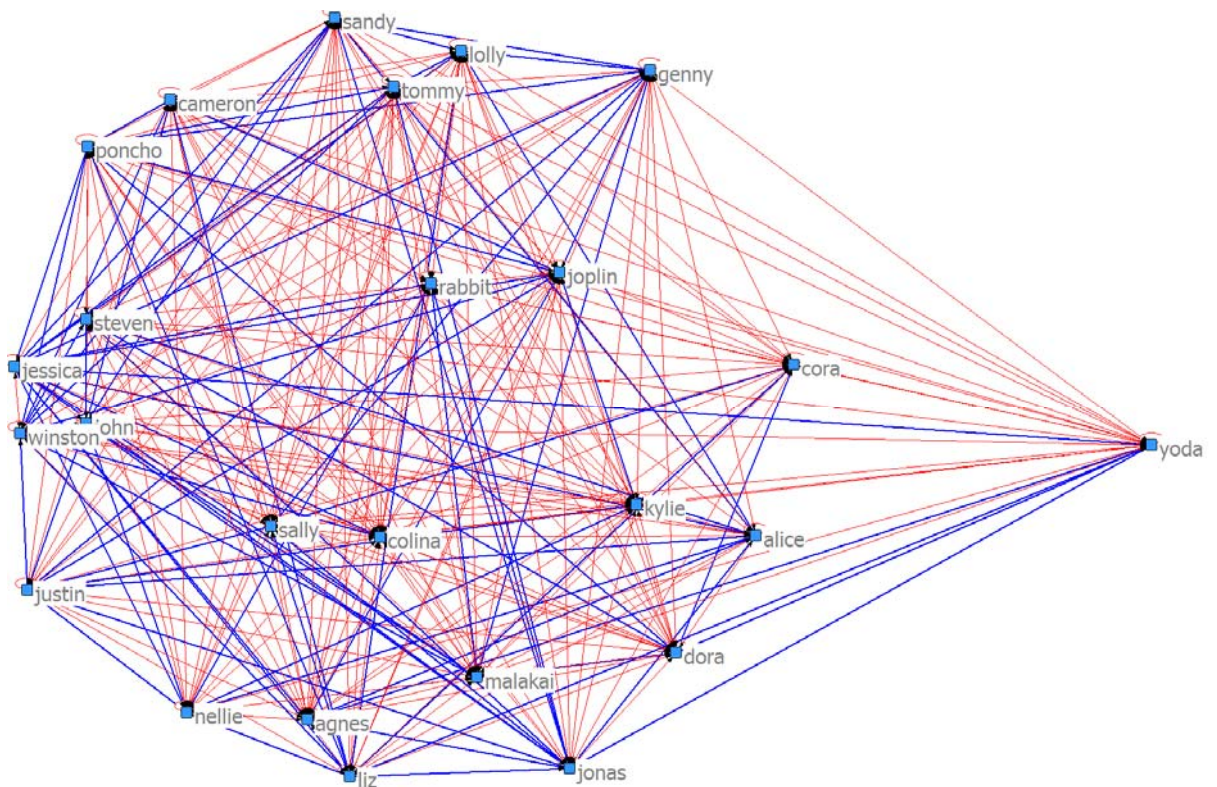 sandy
lolly
genny
tommy
cameron
poncho
joplin
rabbit
steven
jessica
cora
ohn
winston
yoda
kylie
sally
colina
alice
justin
dora
malakai
nellie
agnes
jonas
liz